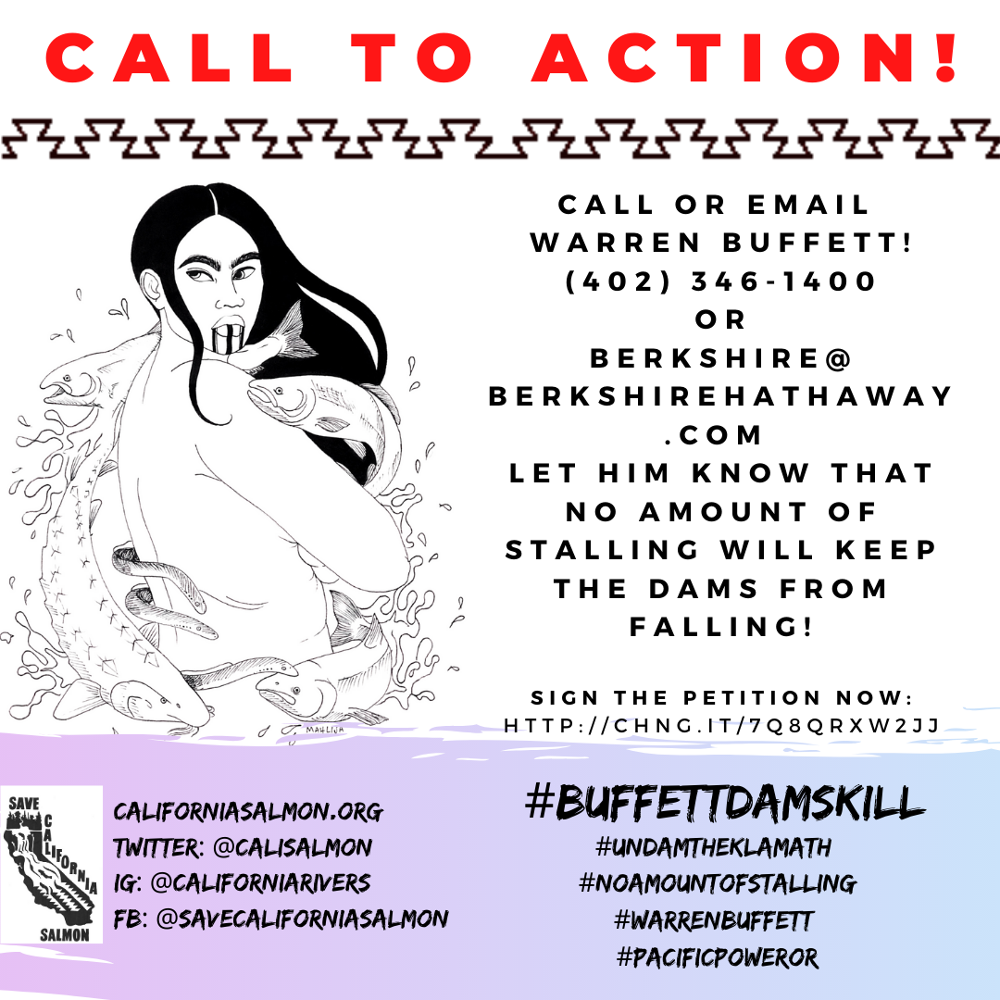 CALL TO ACTION!
CALL OR EMAIL
WARREN BUFFETT!
(402) 346-1400
OR
BERKSHIRE@
BERKSHIREHATHAWAY
.COM
LET HIM KNOW THAT
NO AMOUNT OF
STALLING WILL KEEP
THE DAMS FROM
FALLING!
SIGN THE PETITION NOW:
HTTP://CHNG.IT/7Q8QRXW2JJ
MAHLIJA
SAVE
CALIFORNIA
SALMON
CALIFORNIASALMON.ORG
TWITTER: @CALISALMON
IG: @CALIFORNIARIVERS
FB: @SAVECALIFORNIASALMON
#BUFFETTDAMSKILL
#UNDAMTHEKLAMATH
#NOAMOUNTOFSTALLING
#WARRENBUFFETT
#PACIFICPOWEROR